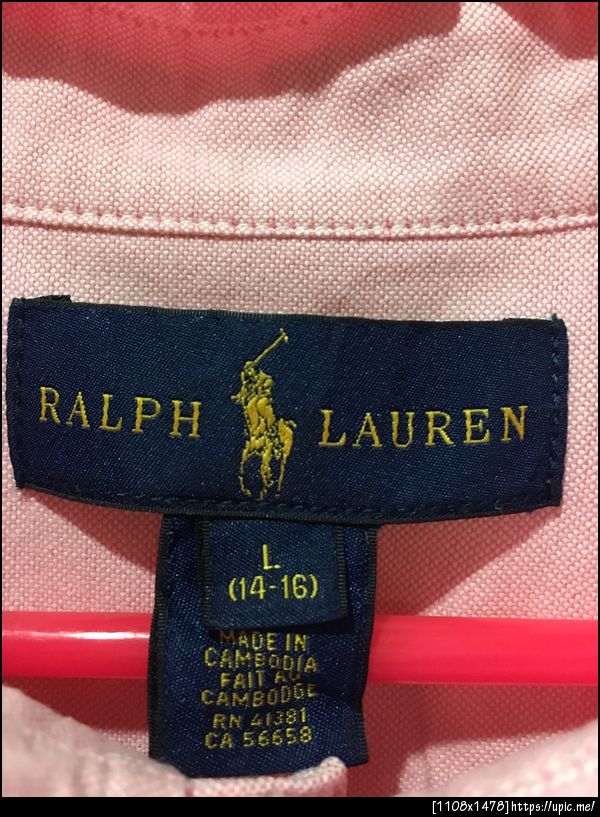 RALPH LAUREN
L
(14-16)
MADE IN
CAMBODIA
FAIT AU
CAMBODGE
RN 41381
CA 56658
[1108x1478]https://upic.me/